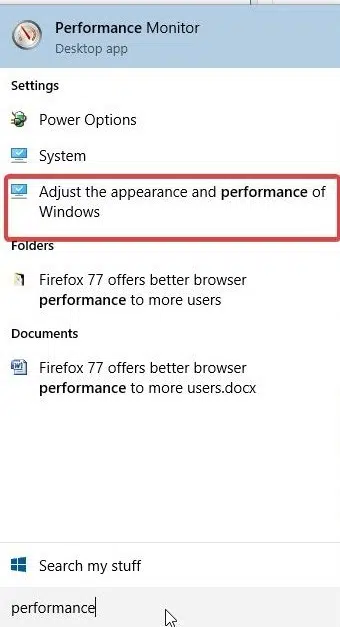 Performance Monitor
Desktop app
Settings
Power Options
System
Adjust the appearance and performance of
Windows
Folders
Firefox 77 offers better browser
performance to more users
Documents
Firefox 77 offers better browser
performance to more users.docx
Search my stuff
performance